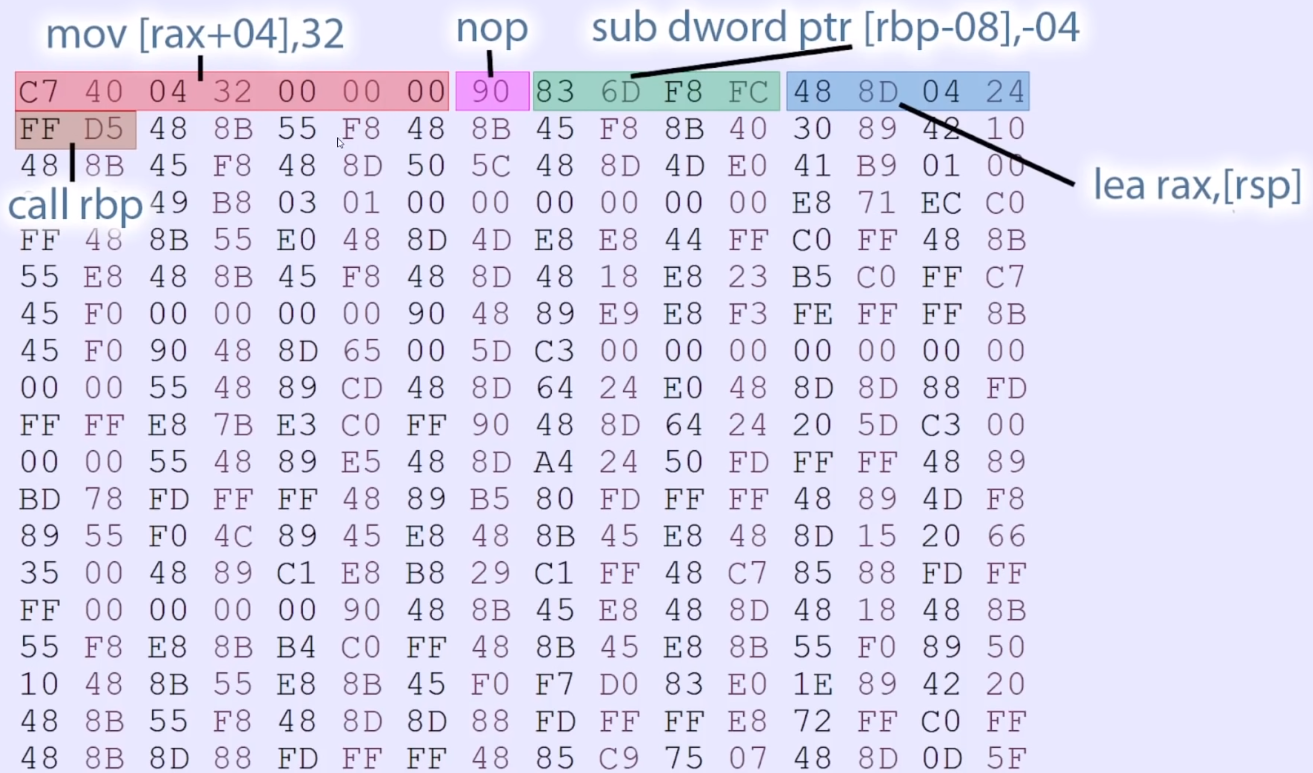 mov [rax+04],32
nop
sub dword ptr [rbp-08],-04
C7 40 04 32 00 00 00 90 83 6D F8 FC 48 8D 04 24
FF D5 48 8B 55 F8 48 8B 45 F8 8B 40 30 89 42 10
48 8B 45 F8 48 8D 50 5C 48 8D 4D E0 41 B9 01 00
lea rax,[rsp]
call rbp
49 B8 03 01 00 00 00 00 00 00 E8 71 EC C0
FF 48 8B 55 E0 48 8D 4D E8 E8 44 FF C0 FF 48 8B
55 E8 48 8B 45 F8 48 8D 48 18 E8 23 B5 C0 FF C7
45 F0 00 00 00 00 90 48 89 E9 E8 F3 FE FF FF 8B
45 F0 90 48 8D 65 00 5D C3 00 00 00 00 00 00 00
00 00 55 48 89 CD 48 8D 64 24 E0 48 8D 8D 88 FD
FF FF E8 7B E3 C0 FF 90 48 8D 64 24 20 5D C3 00
00 00 55 48 89 E5 48 8D A4 24 50 FD FF FF 48 89
BD 78 FD FF FF 48 89 B5 80 FD FF FF 48 89 4D F8
89 55 F0 4C 89 45 E8 48 8B 45 E8 48 8D 15 20 66
35 00 48 89 C1 E8 B8 29 C1 FF 48 C7 85 88 FD FF
FF 00 00 00 00 90 48 8B 45 E8 48 8D 48 18 48 8B
55 F8 E8 8B B4 C0 FF 48 8B 45 E8 8B 55 F0 89 50
10 48 8B 55 E8 8B 45 F0 F7 D0 83 E0 1E 89 42 20
48 8B 55 F8 48 8D 8D 88 FD FF FF E8 72 FF C0 FF
48 8B 8D 88 FD FF FF 48 85 C9 75 07 48 8D 0D 5F